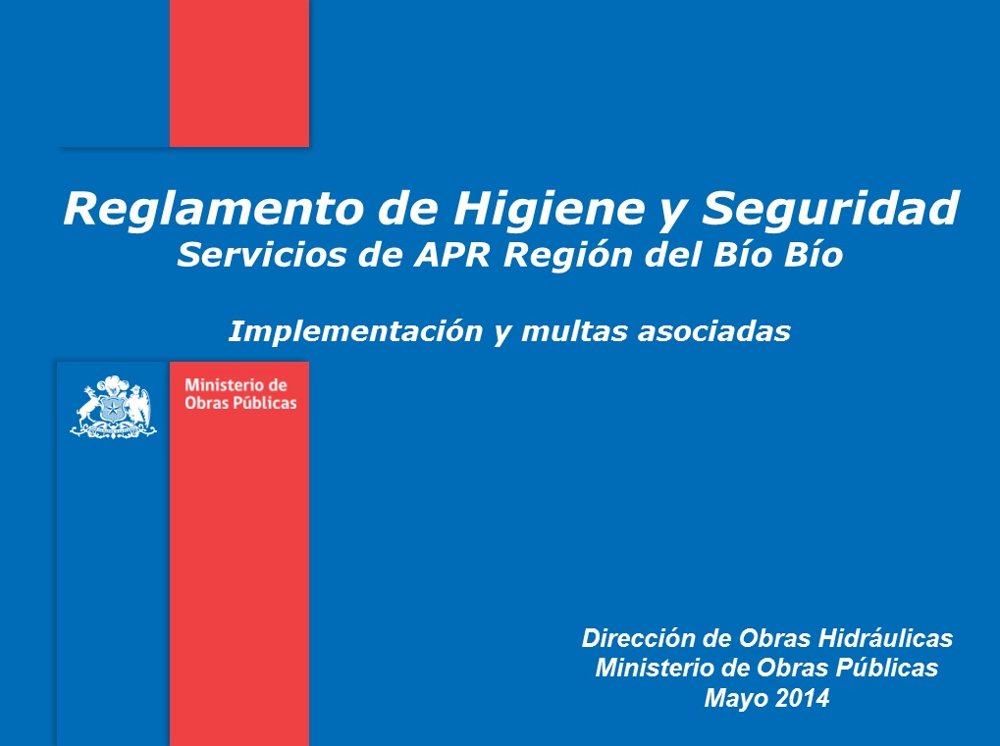 Reglamento de Higiene y Seguridad
Servicios de APR Región del Bío Bío
Implementación y multas asociadas
Ministerio de
Obras Públicas
Dirección de Obras Hidráulicas
Ministerio de Obras Públicas
Mayo 2014